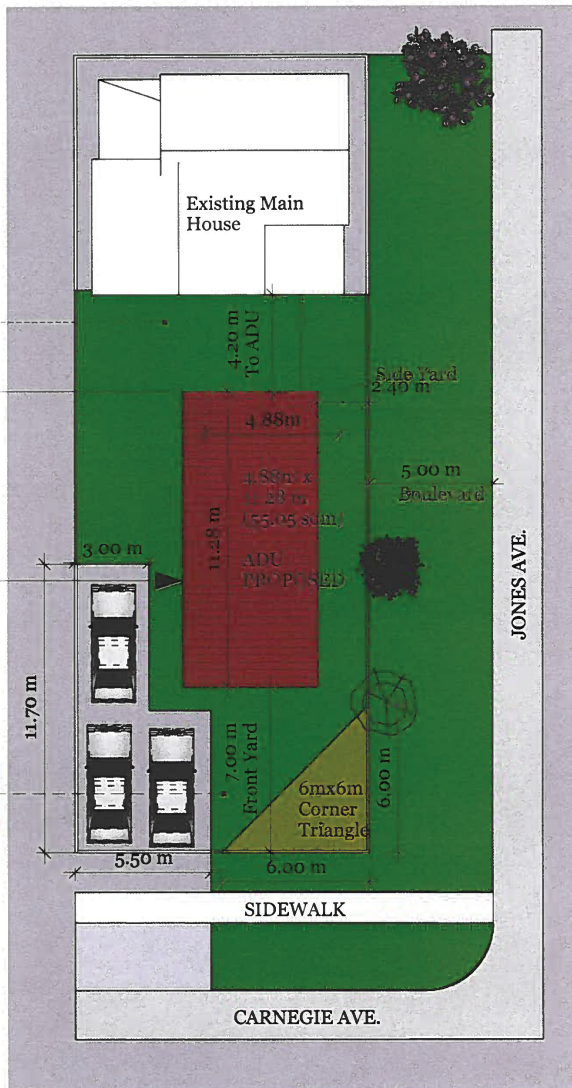 Existing Main
House
4.20 m
To ADU
Side Yard
2.40 m
4.88m
5.00 m
Boulevard
4.88m x
11.28 m
(55.05 sqm)
ADU
PROPOSED
11.28 m
3.00 m
JONES AVE.
11.70 m
7.00 m
Front Yard
6mx6m
Corner
Triangle
6.00 m
5.50 m
6.00 m
SIDEWALK
CARNEGIE AVE.